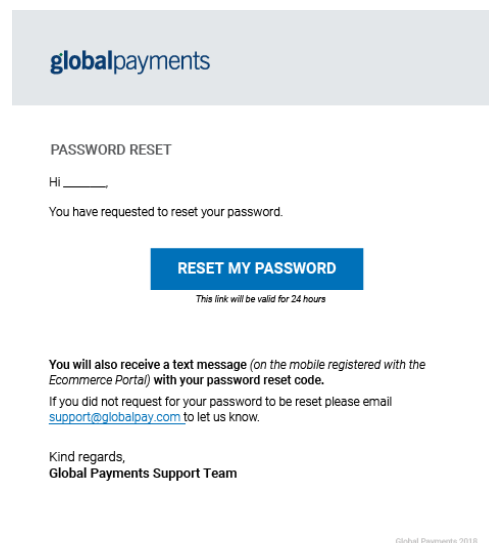 globalpayments
PASSWORD RESET
Hi ______,
You have requested to reset your password.
RESET MY PASSWORD
This link will be valid for 24 hours
You will also receive a text message (on the mobile registered with the
Ecommerce Portal) with your password reset code.
If you did not request for your password to be reset please email
support@globalpay.com to let us know.
Kind regards,
Global Payments Support Team
Global Payments 2018